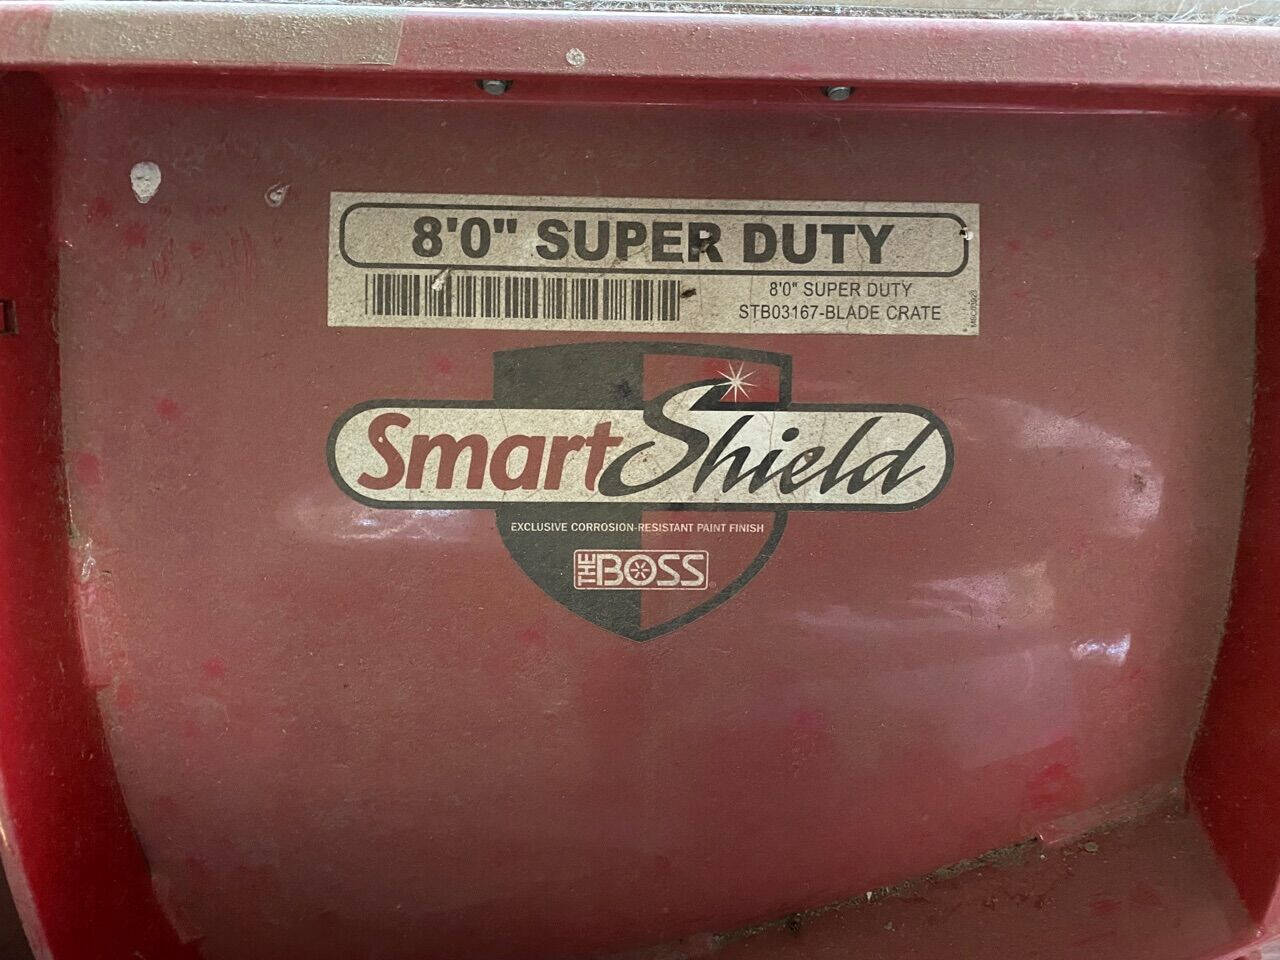 8'0" SUPER DUTY
8'0" SUPER DUTY
STB03167-BLADE CRATE
SmartShield
EXCLUSIVE CORROSION-RESISTANT PAINT FINISH
THE BOSS